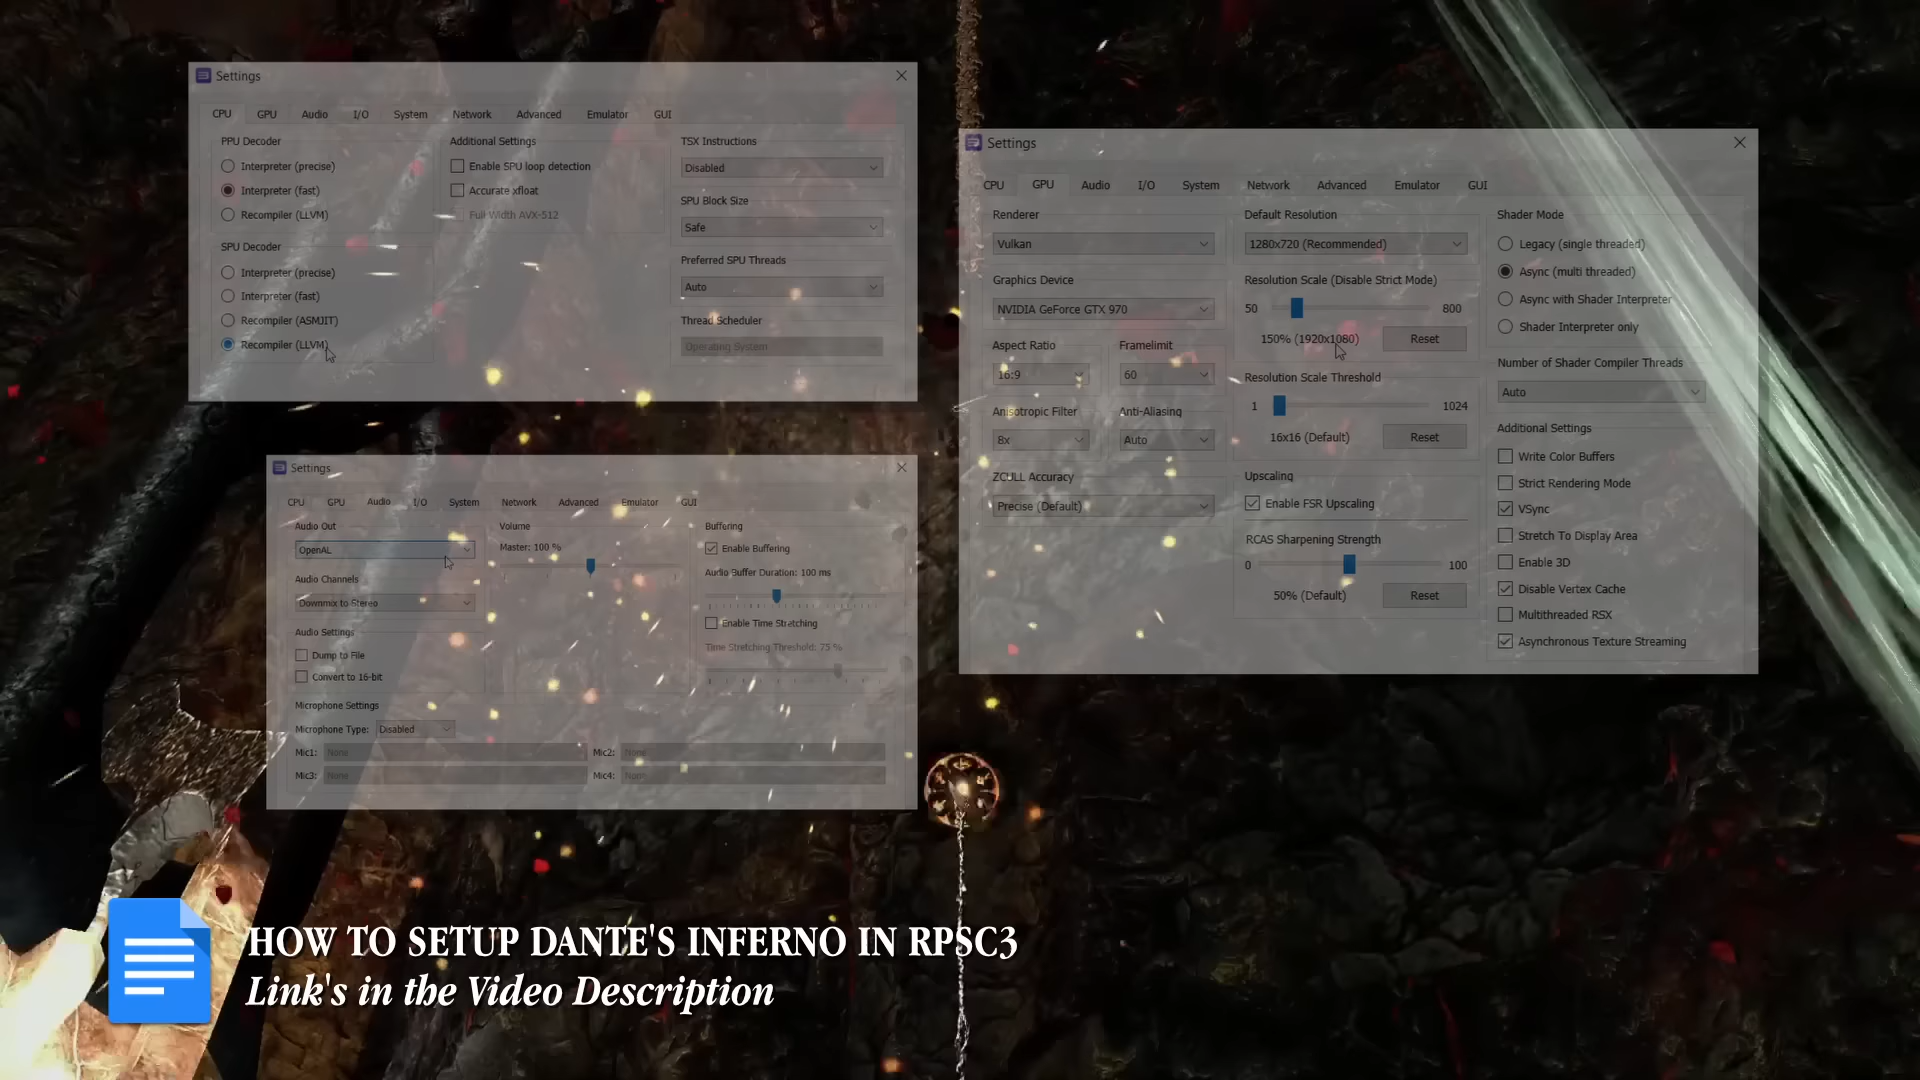 Settings
CPU GPU Audio I/O System Network Advanced Emulator GUI
PPU Decoder
Interpreter (precise)
Interpreter (fast)
Recompiler (LLVM)
SPU Decoder
Interpreter (precise)
Interpreter (fast)
Recompiler (ASMJIT)
Recompiler (LLVM)
Additional Settings
Enable SPU loop detection
Accurate xfloat
Full Width AVX-512
TSX Instructions
Disabled
SPU Block Size
Safe
Preferred SPU Threads
Auto
Thread Scheduler
Operating System
Settings
CPU GPU Audio I/O System Network Advanced Emulator GUI
Audio Out
OpenAL
Audio Channels
Downmix to Stereo
Audio Settings
Dump to File
Convert to 16-bit
Volume
Master: 100 %
Buffering
Enable Buffering
Audio Buffer Duration: 100 ms
Enable Time Stretching
Time Stretching Threshold: 75 %
Microphone Settings
Microphone Type: Disabled
Mic1: None Mic2: None
Mic3: None Mic4: None
Settings
CPU GPU Audio I/O System Network Advanced Emulator GUI
Renderer
Vulkan
Graphics Device
NVIDIA GeForce GTX 970
Aspect Ratio Framelimit
16:9 60
Anisotropic Filter Anti-Aliasing
8x Auto
ZCULL Accuracy
Precise (Default)
Default Resolution
1280x720 (Recommended)
Resolution Scale (Disable Strict Mode)
50 800
150% (1920x1080) Reset
Resolution Scale Threshold
1 1024
16x16 (Default) Reset
Upscaling
Enable FSR Upscaling
RCAS Sharpening Strength
0 100
50% (Default) Reset
Shader Mode
Legacy (single threaded)
Async (multi threaded)
Async with Shader Interpreter
Shader Interpreter only
Number of Shader Compiler Threads
Auto
Additional Settings
Write Color Buffers
Strict Rendering Mode
VSync
Stretch To Display Area
Enable 3D
Disable Vertex Cache
Multithreaded RSX
Asynchronous Texture Streaming
HOW TO SETUP DANTE'S INFERNO IN RPSC3
Link's in the Video Description